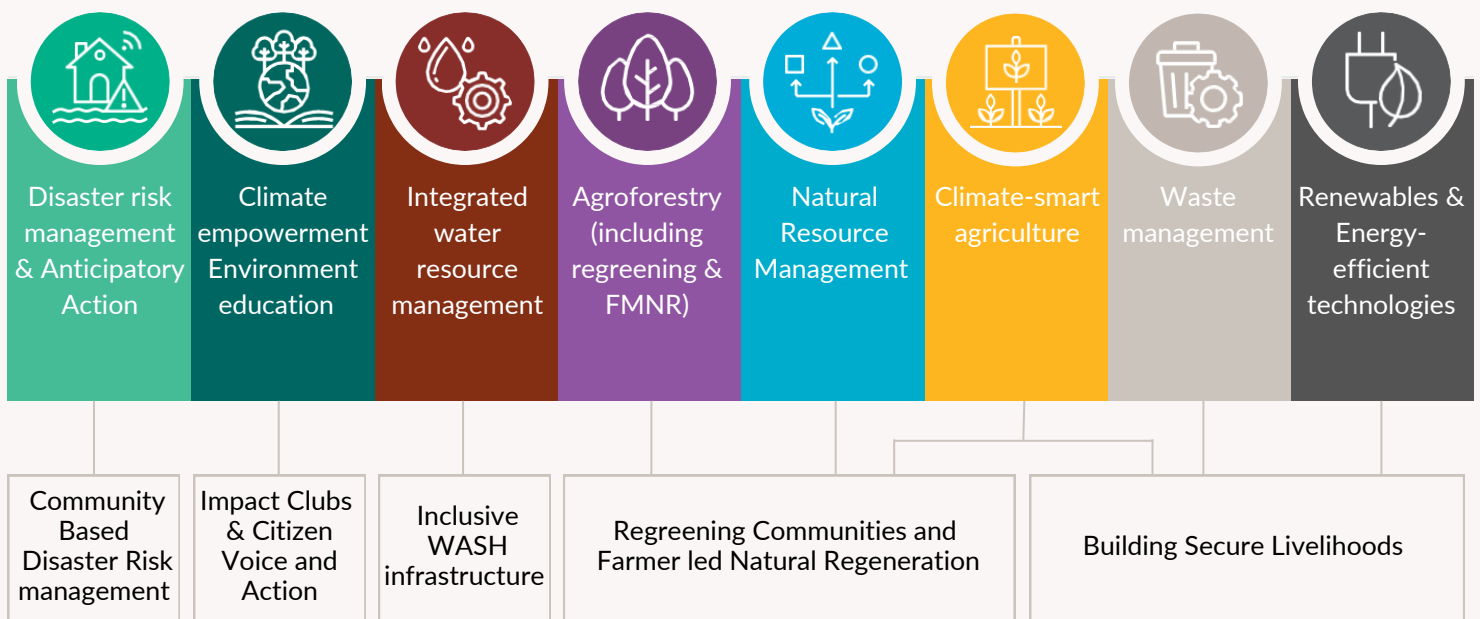 Disaster risk
management
& Anticipatory
Action
Climate
empowerment
Environment
education
Integrated
water
resource
management
Agroforestry
(including
regreening &
FMNR)
Natural
Resource
Management
Climate-smart
agriculture
Waste
management
Renewables &
Energy-
efficient
technologies
Community
Based
Disaster Risk
management
Impact Clubs
& Citizen
Voice and
Action
Inclusive
WASH
infrastructure
Regreening Communities and
Farmer led Natural Regeneration
Building Secure Livelihoods